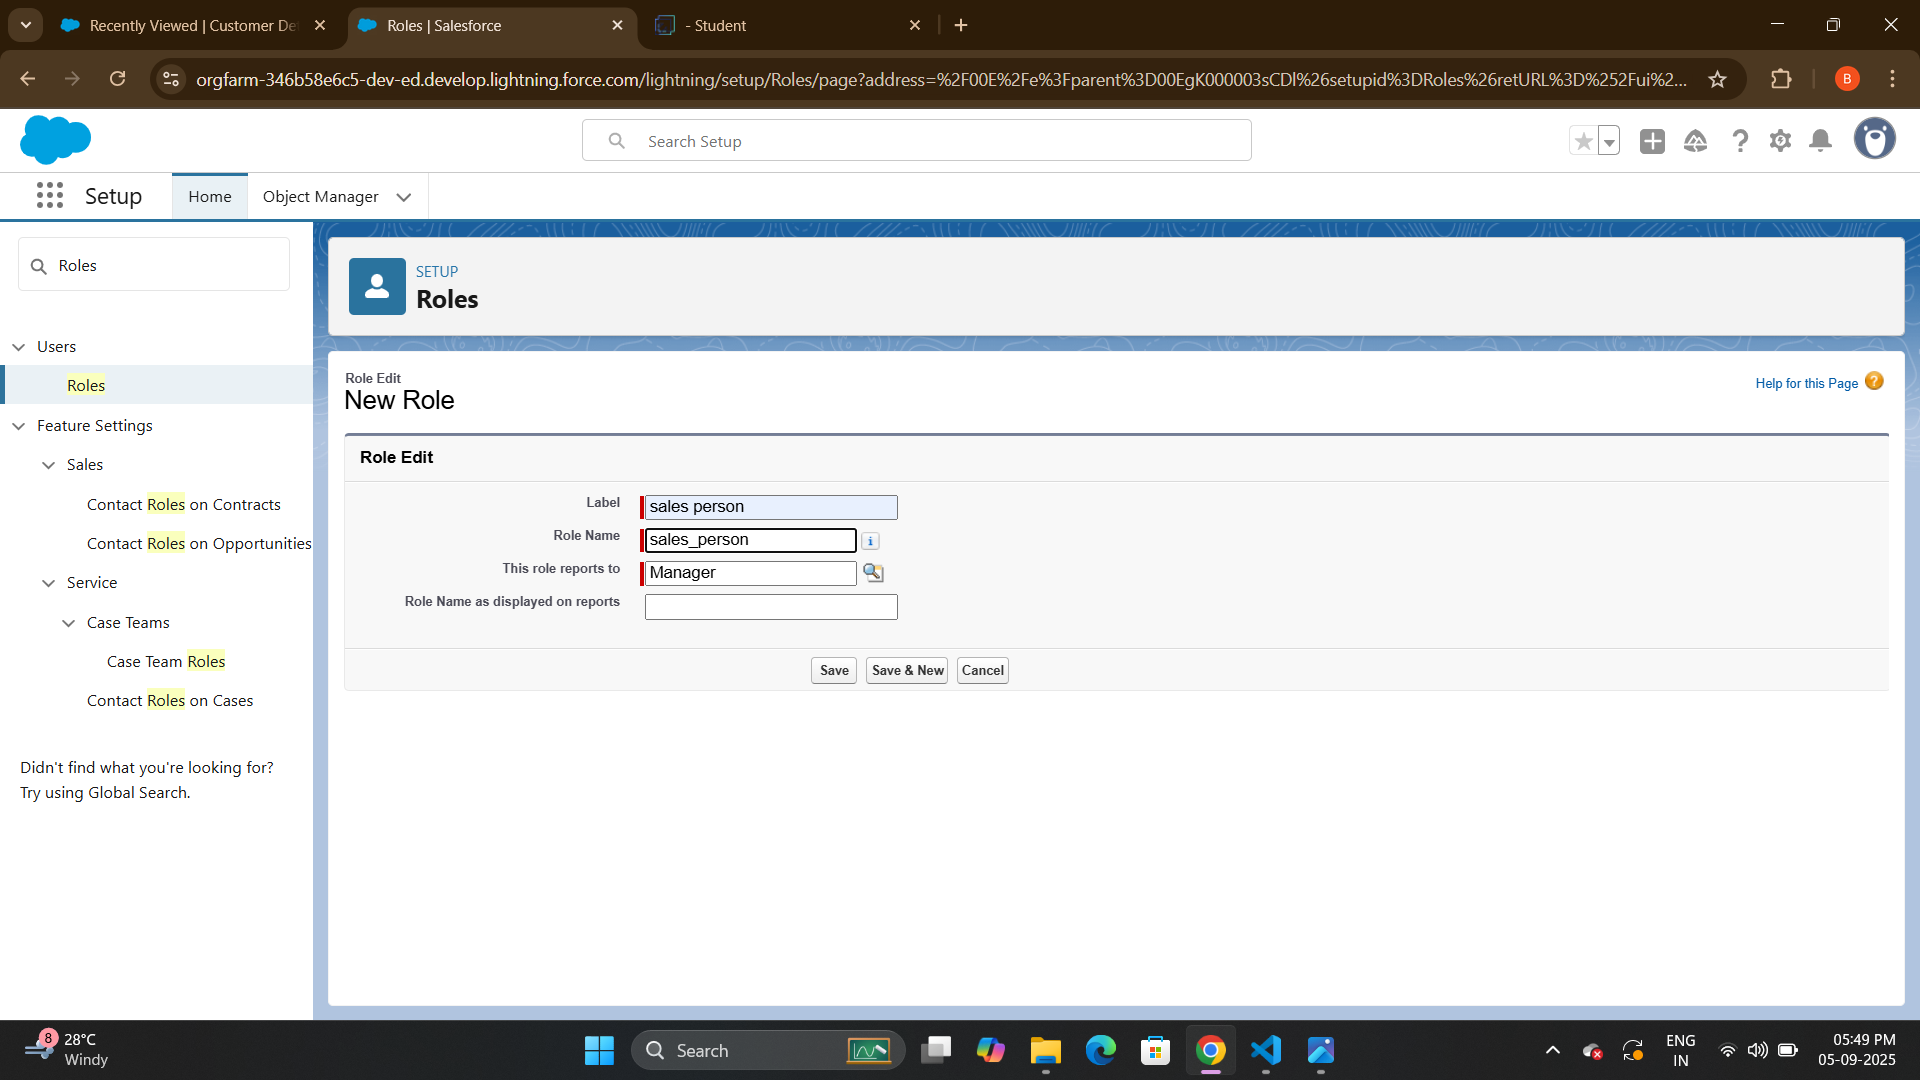 Recently Viewed | Customer De
Roles | Salesforce
- Student
orgfarm-346b58e6c5-dev-ed.develop.lightning.force.com/lightning/setup/Roles/page?address=%2F00E%2Fe%3Fparent%3D00EgK000003sCDl%26setupid%3DRoles%26retURL%3D%252Fui%2...
B
Search Setup
Setup
Home
Object Manager
Roles
Users
Roles
Feature Settings
Sales
Contact Roles on Contracts
Contact Roles on Opportunities
Service
Case Teams
Case Team Roles
Contact Roles on Cases
Didn't find what you're looking for?
Try using Global Search.
SETUP
Roles
Role Edit
New Role
Help for this Page
Role Edit
Label
sales person
Role Name
sales_person
This role reports to
Manager
Role Name as displayed on reports
Save
Save & New
Cancel
8
28°C
Windy
Search
ENG
IN
05:49 PM
05-09-2025